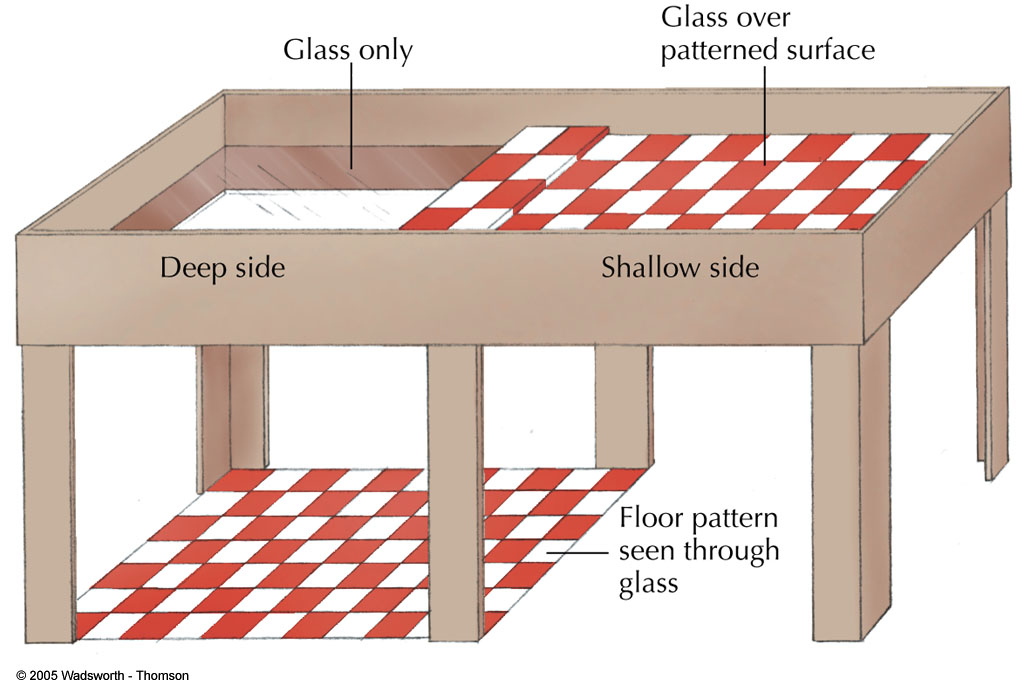 Glass only
Glass over
patterned surface
Deep side
Shallow side
Floor pattern
seen through
glass
© 2005 Wadsworth - Thomson